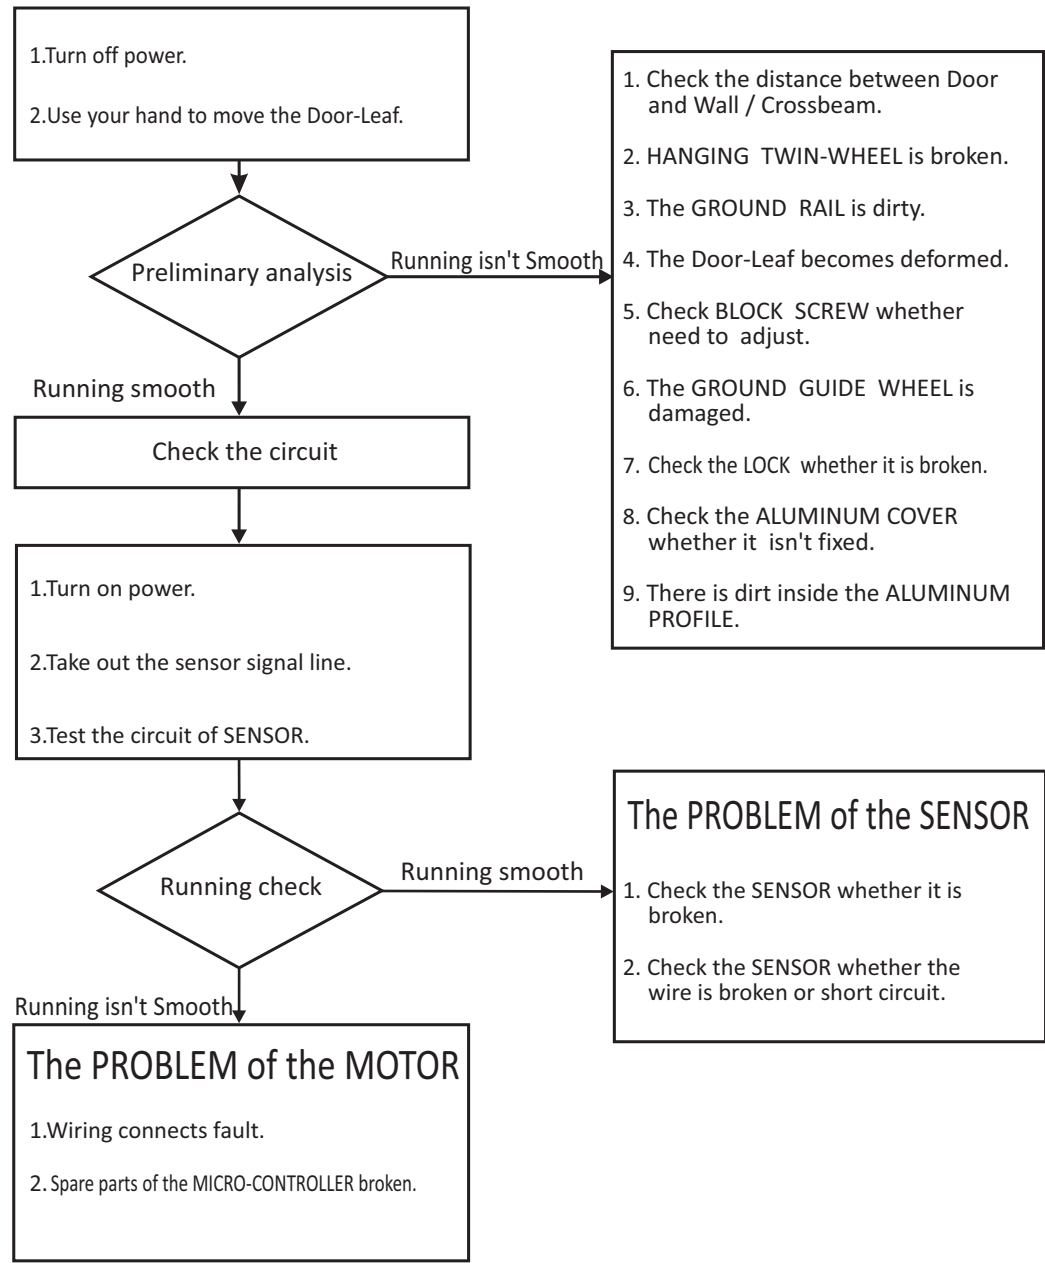 1.Turn off power.
2.Use your hand to move the Door-Leaf.
Preliminary analysis
Running isn't Smooth
1. Check the distance between Door
and Wall / Crossbeam.
2. HANGING TWIN-WHEEL is broken.
3. The GROUND RAIL is dirty.
4. The Door-Leaf becomes deformed.
5. Check BLOCK SCREW whether
need to adjust.
6. The GROUND GUIDE WHEEL is
damaged.
7. Check the LOCK whether it is broken.
8. Check the ALUMINUM COVER
whether it isn't fixed.
9. There is dirt inside the ALUMINUM
PROFILE.
Running smooth
Check the circuit
1.Turn on power.
2.Take out the sensor signal line.
3.Test the circuit of SENSOR.
Running check
Running smooth
The PROBLEM of the SENSOR
1. Check the SENSOR whether it is
broken.
2. Check the SENSOR whether the
wire is broken or short circuit.
Running isn't Smooth
The PROBLEM of the MOTOR
1.Wiring connects fault.
2. Spare parts of the MICRO-CONTROLLER broken.